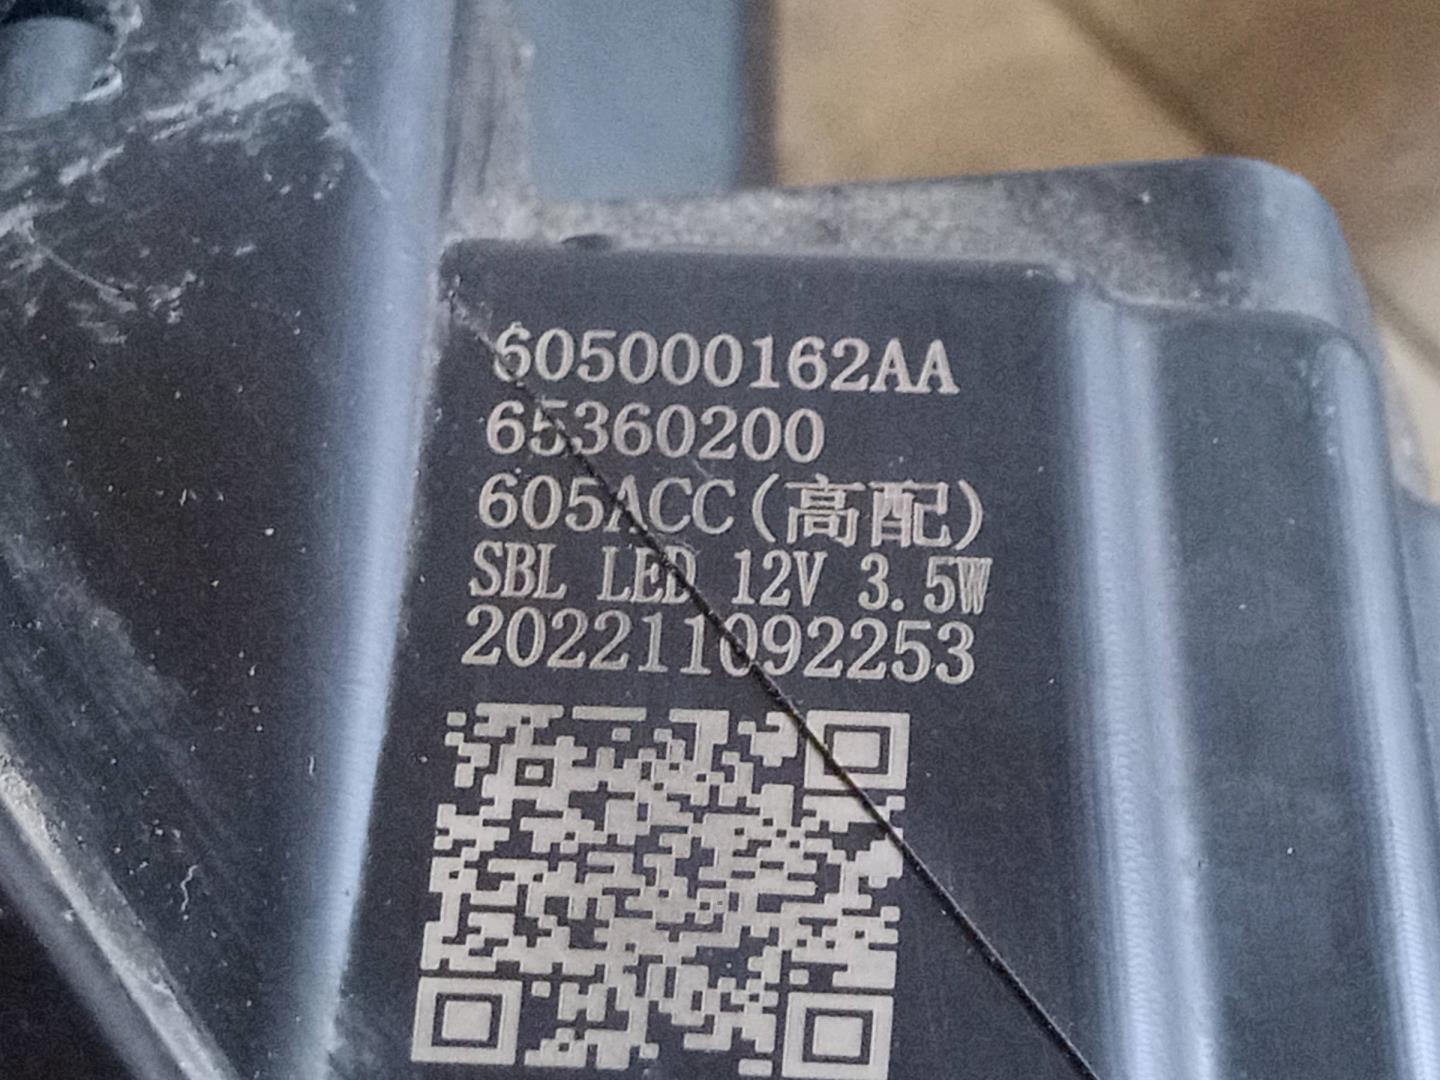 605000162AA
65360200
605ACC(高配)
SBL LED 12V 3.5W
202211092253